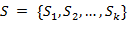 S = {S₁,S₂,…,Sₖ}